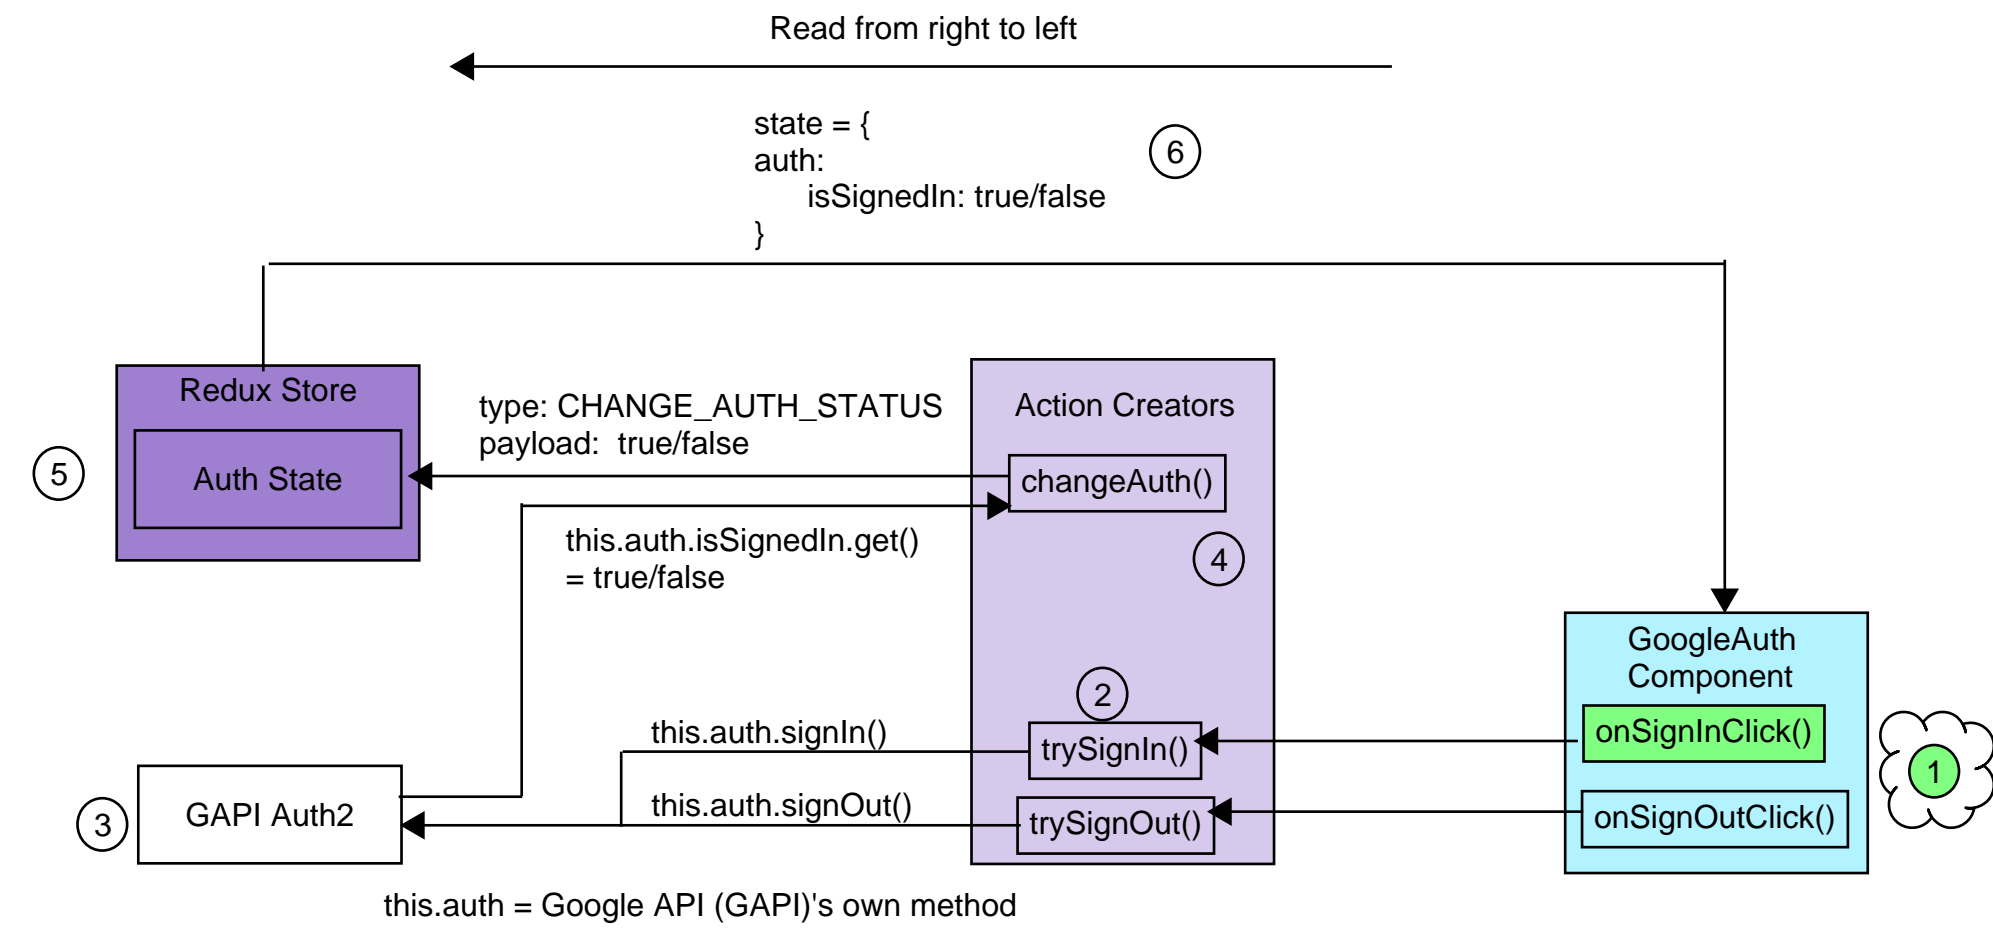 Read from right to left
state = {
auth:
isSignedIn: true/false
}
6
Redux Store
Auth State
5
type: CHANGE_AUTH_STATUS
payload: true/false
Action Creators
changeAuth()
4
this.auth.isSignedIn.get()
= true/false
2
trySignIn()
trySignOut()
this.auth.signIn()
this.auth.signOut()
GoogleAuth
Component
onSignInClick()
onSignOutClick()
1
3
GAPI Auth2
this.auth = Google API (GAPI)'s own method